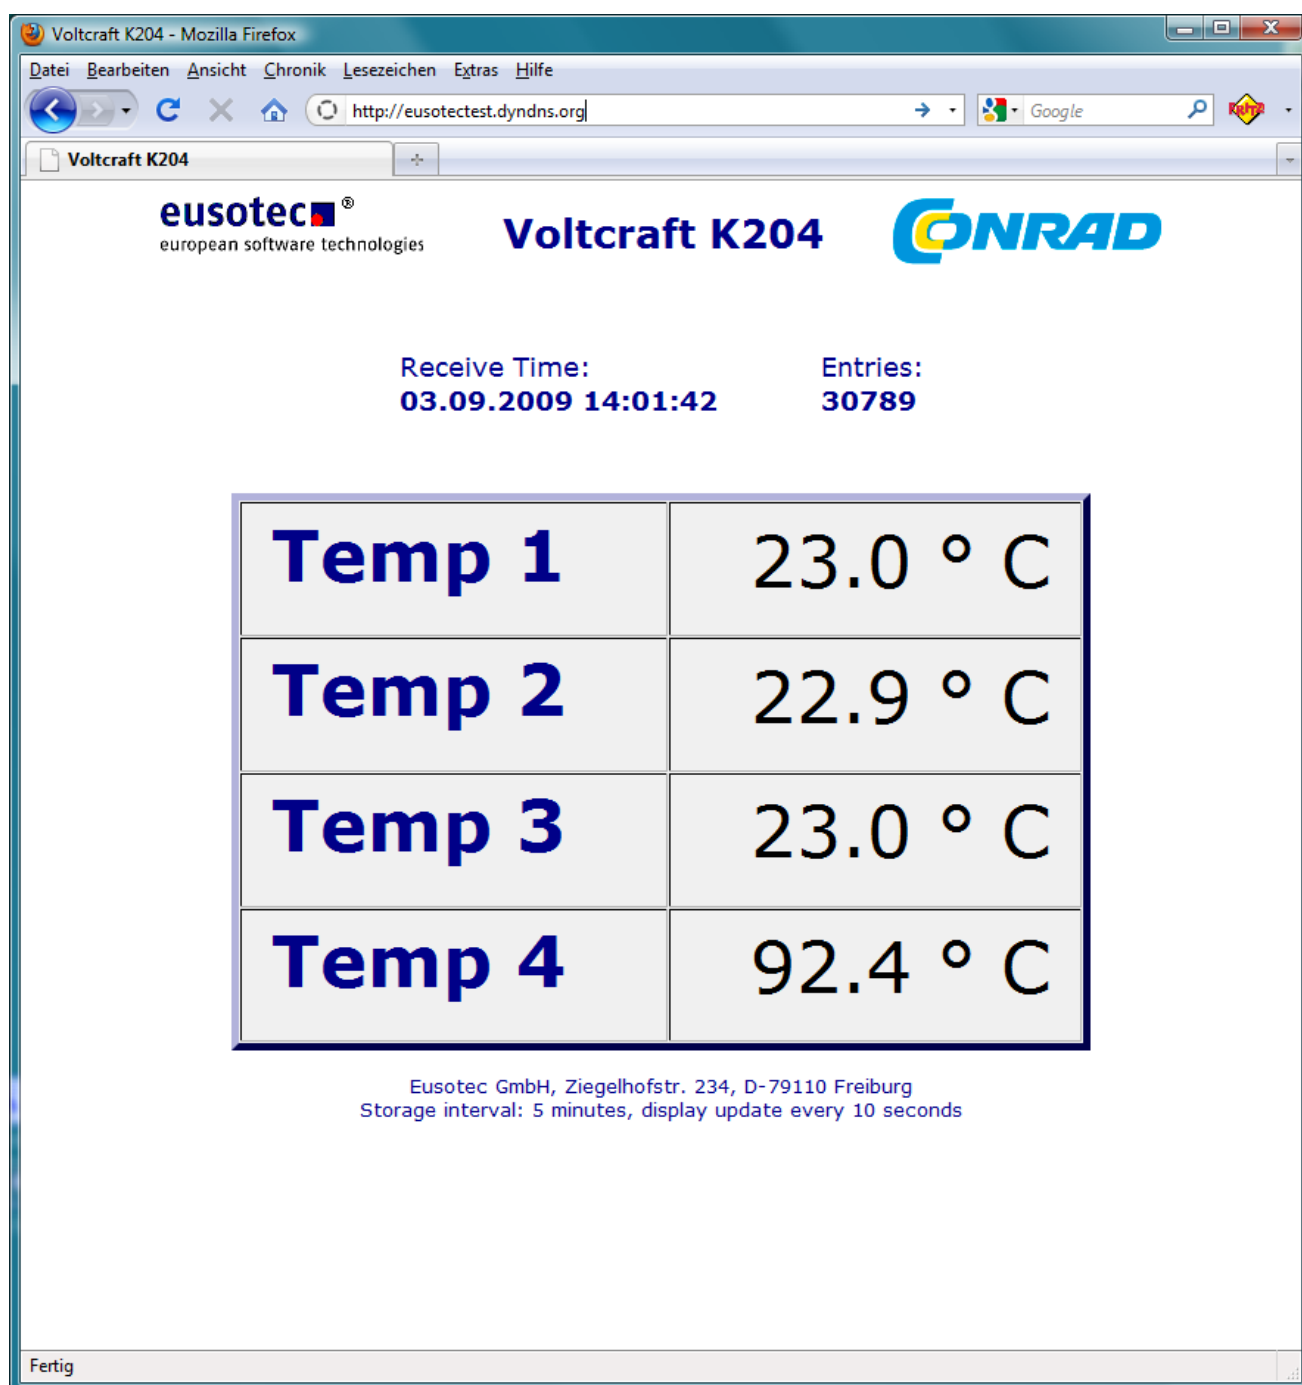 Voltcraft K204 - Mozilla Firefox
Datei Bearbeiten Ansicht Chronik Lesezeichen Extras Hilfe
http://eusotectest.dyndns.org
Google
FRITZ
Voltcraft K204
eusotec ®
european software technologies
Voltcraft K204
CONRAD
Receive Time:
Entries:
03.09.2009 14:01:42
30789
Temp 1 23.0 ° C
Temp 2 22.9 ° C
Temp 3 23.0 ° C
Temp 4 92.4 ° C
Eusotec GmbH, Ziegelhofstr. 234, D-79110 Freiburg
Storage interval: 5 minutes, display update every 10 seconds
Fertig